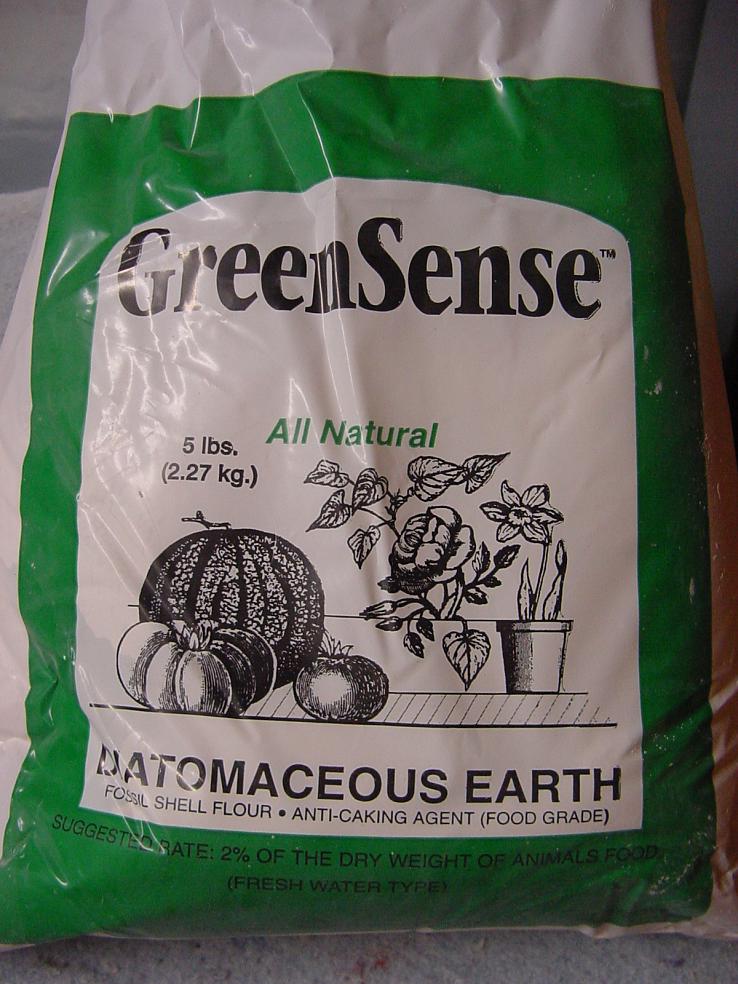 GreenSense™
All Natural
5 lbs.
(2.27 kg.)
DIATOMACEOUS EARTH
FOSSIL SHELL FLOUR • ANTI-CAKING AGENT (FOOD GRADE)
SUGGESTED RATE: 2% OF THE DRY WEIGHT OF ANIMALS FOOD
(FRESH WATER TYPE)